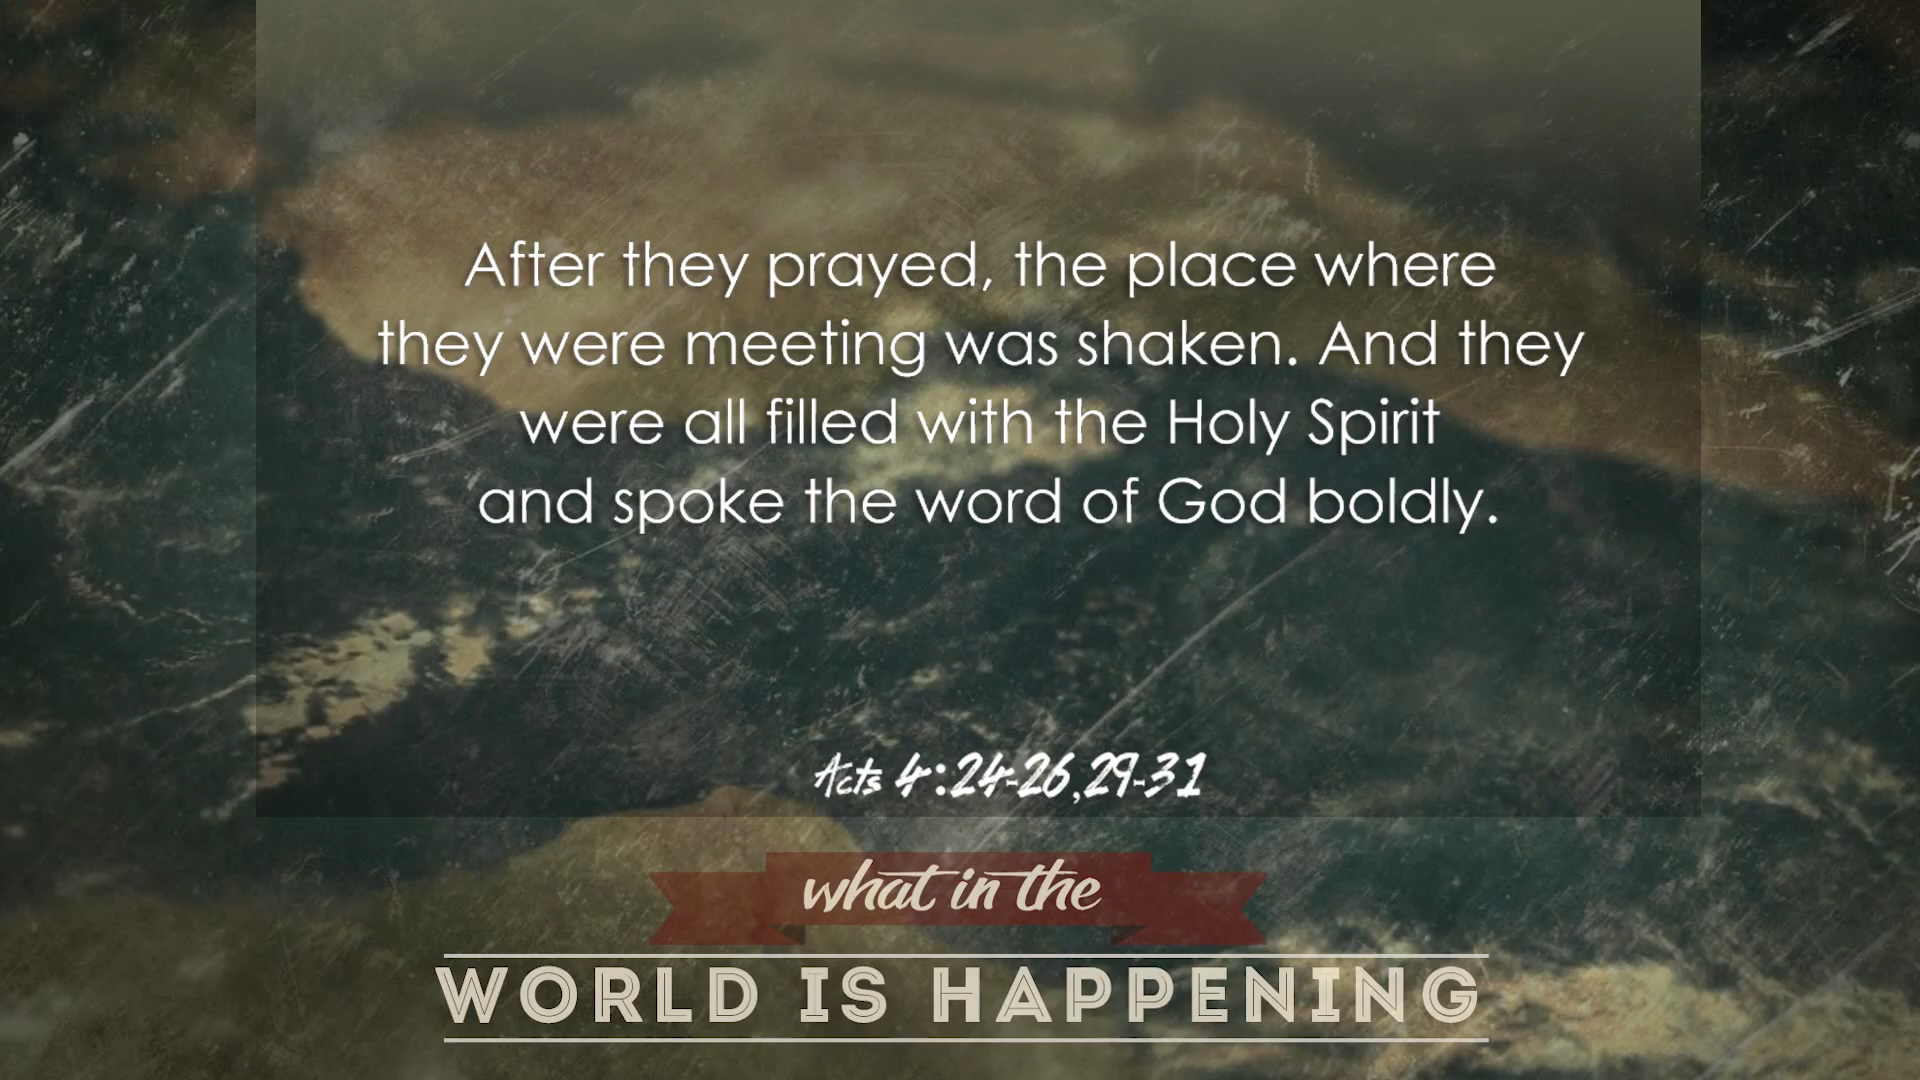 After they prayed, the place where
they were meeting was shaken. And they
were all filled with the Holy Spirit
and spoke the word of God boldly.
Acts 4:24-26,29-31
what in the
WORLD IS HAPPENING